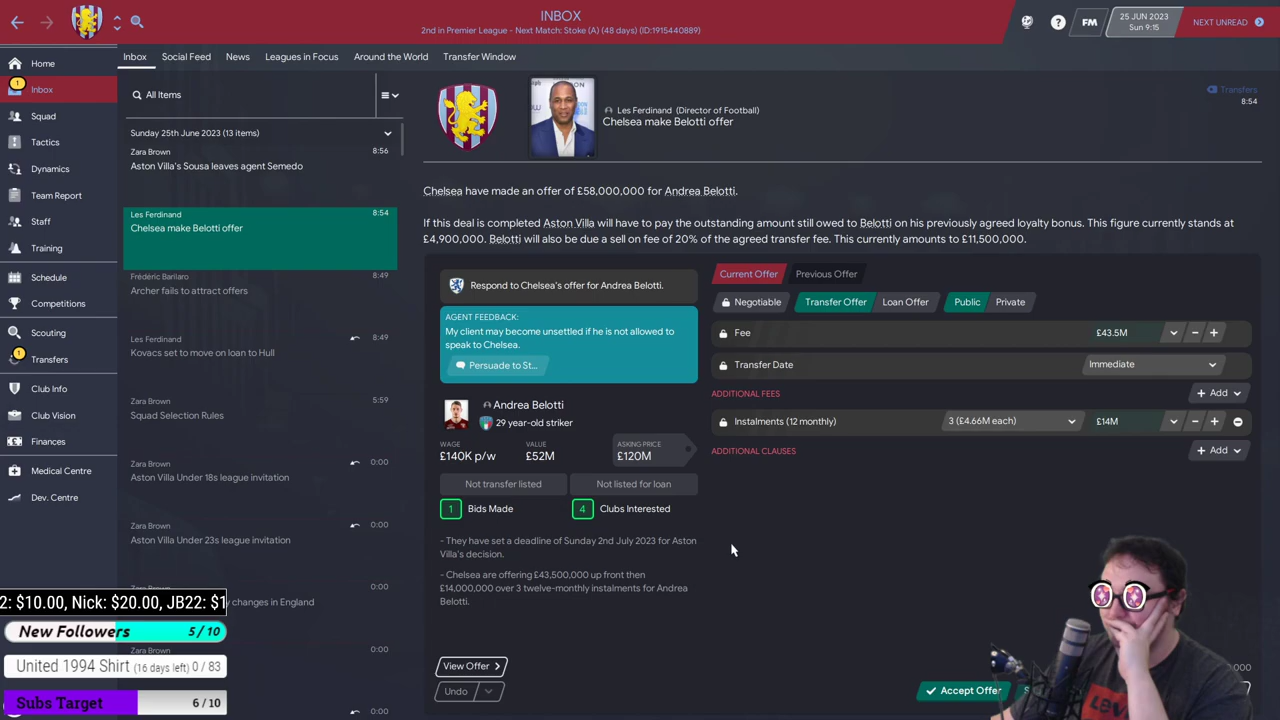 INBOX
2nd in Premier League - Next Match: Stoke (A) (48 days) (ID:1915440889)
FM
25 JUN 2023
Sun 9:15
NEXT UNREAD
Home
1
Inbox
Squad
Tactics
Dynamics
Team Report
Staff
Training
Schedule
Competitions
Scouting
1
Transfers
Club Info
Club Vision
Finances
Medical Centre
Dev. Centre
Inbox
Social Feed
News
Leagues in Focus
Around the World
Transfer Window
All Items
Sunday 25th June 2023 (13 items)
Zara Brown
8:56
Aston Villa's Sousa leaves agent Semedo
Les Ferdinand
8:54
Chelsea make Belotti offer
Frédéric Barilaro
8:49
Archer fails to attract offers
Les Ferdinand
8:49
Kovacs set to move on loan to Hull
Zara Brown
5:59
Squad Selection Rules
Zara Brown
0:00
Aston Villa Under 18s league invitation
Zara Brown
0:00
Aston Villa Under 23s league invitation
0:00
changes in England
0:00
0:00
Les Ferdinand (Director of Football)
Chelsea make Belotti offer
Transfers
8:54
Chelsea have made an offer of £58,000,000 for Andrea Belotti.
If this deal is completed Aston Villa will have to pay the outstanding amount still owed to Belotti on his previously agreed loyalty bonus. This figure currently stands at
£4,900,000. Belotti will also be due a sell on fee of 20% of the agreed transfer fee. This currently amounts to £11,500,000.
Respond to Chelsea's offer for Andrea Belotti.
AGENT FEEDBACK:
My client may become unsettled if he is not allowed to
speak to Chelsea.
Persuade to St...
Andrea Belotti
29 year-old striker
WAGE
£140K p/w
VALUE
£52M
ASKING PRICE
£120M
Not transfer listed
Not listed for loan
1 Bids Made
4 Clubs Interested
- They have set a deadline of Sunday 2nd July 2023 for Aston
Villa's decision.
- Chelsea are offering £43,500,000 up front then
£14,000,000 over 3 twelve-monthly instalments for Andrea
Belotti.
View Offer
Undo
Current Offer
Previous Offer
Negotiable
Transfer Offer
Loan Offer
Public
Private
Fee
£43.5M
Transfer Date
Immediate
ADDITIONAL FEES
Add
Instalments (12 monthly)
3 (£4.66M each)
£14M
ADDITIONAL CLAUSES
Add
Accept Offer
2: $10.00, Nick: $20.00, JB22: $1
New Followers
5 / 10
United 1994 Shirt (16 days left) 0 / 83
Subs Target
6 / 10